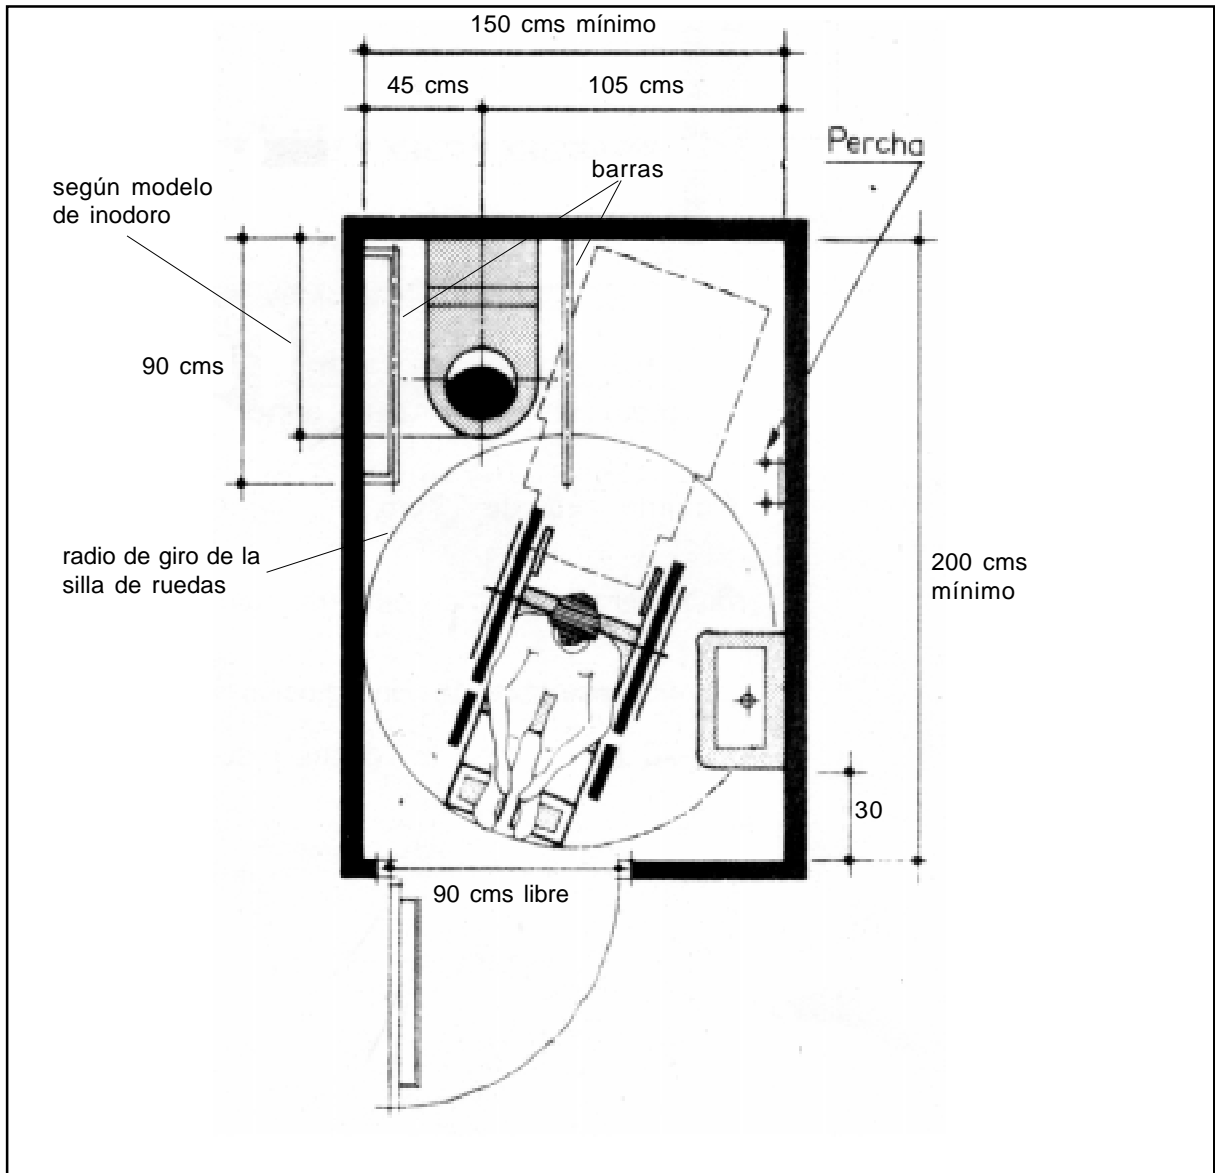 150 cms mínimo
45 cms
105 cms
Percha
barras
según modelo
de inodoro
90 cms
radio de giro de la
silla de ruedas
200 cms
mínimo
30
90 cms libre